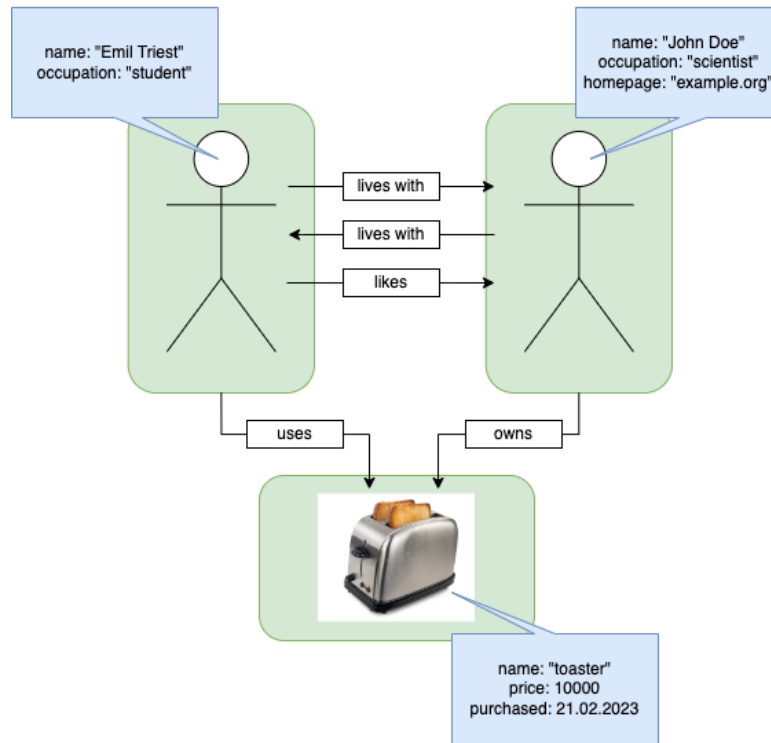 name: "Emil Triest"
occupation: "student"
name: "John Doe"
occupation: "scientist"
homepage: "example.org"
lives with
lives with
likes
uses
owns
name: "toaster"
price: 10000
purchased: 21.02.2023